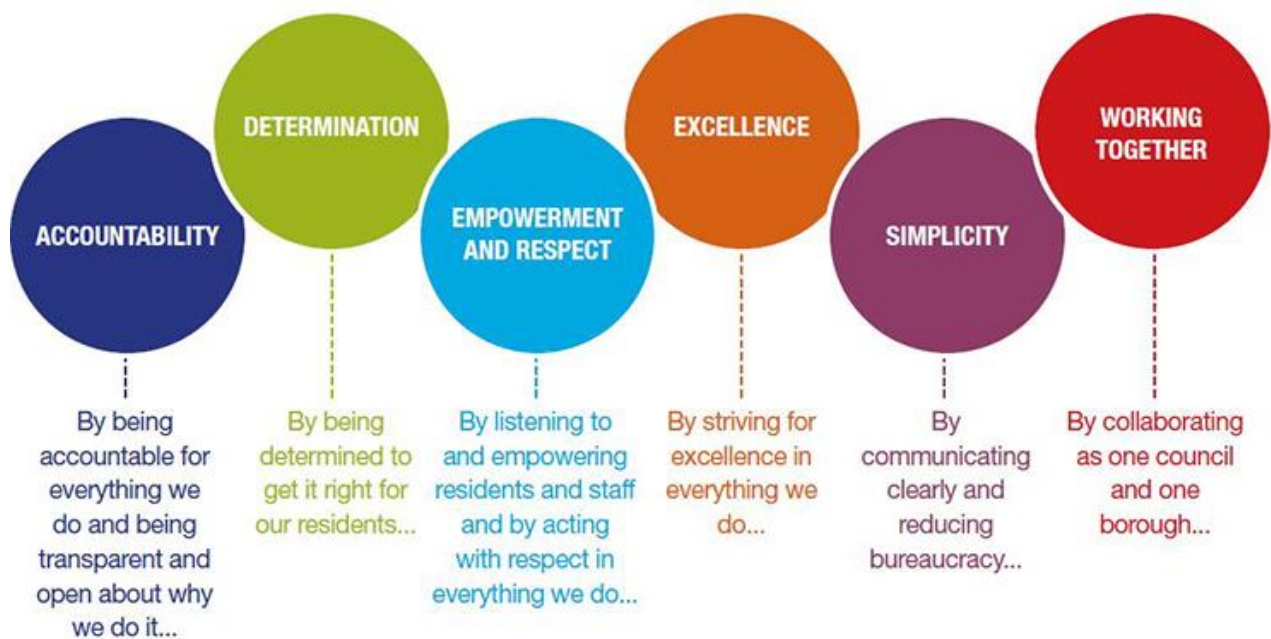 ACCOUNTABILITY
By being
accountable for
everything we
do and being
transparent and
open about why
we do it...
DETERMINATION
By being
determined to
get it right for
our residents...
EMPOWERMENT
AND RESPECT
By listening to
and empowering
residents and staff
and by acting
with respect in
everything we do...
EXCELLENCE
By striving for
excellence in
everything we
do...
SIMPLICITY
By
communicating
clearly and
reducing
bureaucracy...
WORKING
TOGETHER
By collaborating
as one council
and one
borough...